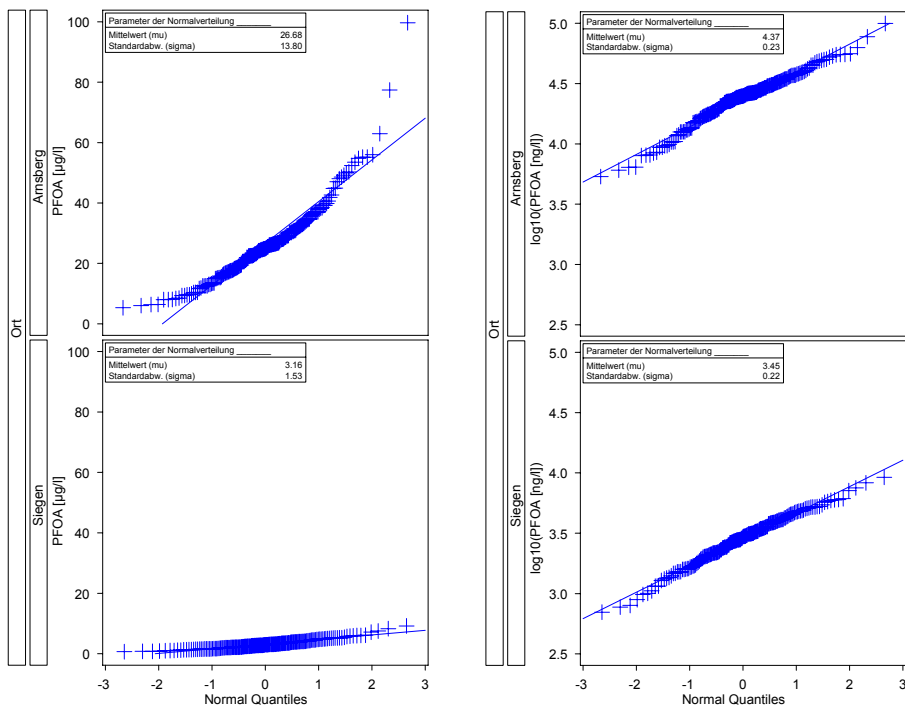 Ort
Arnsberg
PFOA [µg/l]
100
80
60
40
20
0
Parameter der Normalverteilung ______
Mittelwert (mu) 26.68
Standardabw. (sigma) 13.80
Siegen
PFOA [µg/l]
100
80
60
40
20
0
Parameter der Normalverteilung ______
Mittelwert (mu) 3.16
Standardabw. (sigma) 1.53
-3 -2 -1 0 1 2 3
Normal Quantiles
Ort
Arnsberg
log10(PFOA [ng/l])
5.0
4.5
4.0
3.5
3.0
2.5
Parameter der Normalverteilung ______
Mittelwert (mu) 4.37
Standardabw. (sigma) 0.23
Siegen
log10(PFOA [ng/l])
5.0
4.5
4.0
3.5
3.0
2.5
Parameter der Normalverteilung ______
Mittelwert (mu) 3.45
Standardabw. (sigma) 0.22
-3 -2 -1 0 1 2 3
Normal Quantiles